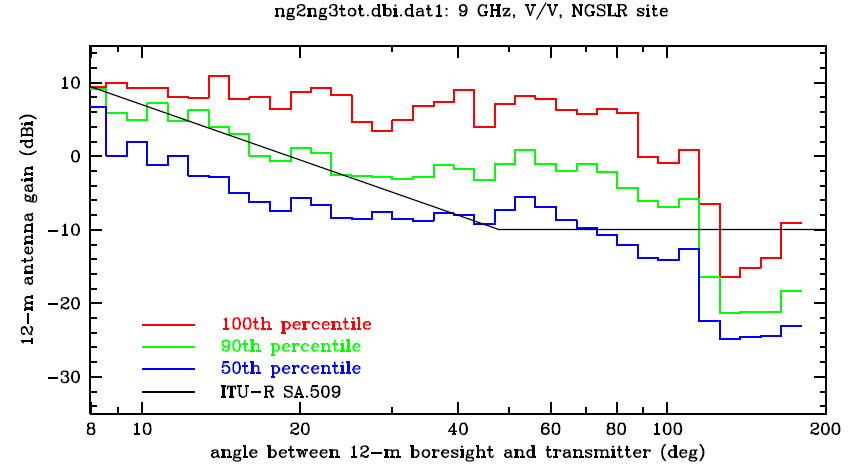 ng2ng3tot.dbi.dat1: 9 GHz, V/V, NGSLR site
12-m antenna gain (dBi)
10
0
-10
-20
-30
100th percentile
90th percentile
50th percentile
ITU-R SA.509
8 10 20 40 60 80 100 200
angle between 12-m boresight and transmitter (deg)